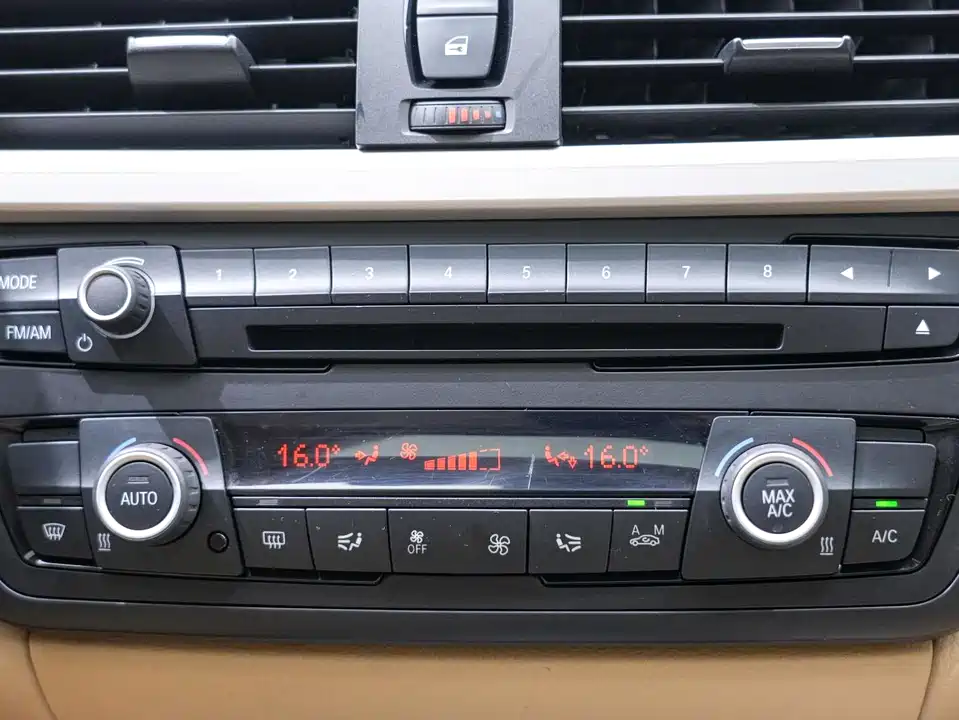 MODE
1 2 3 4 5 6 7 8
FM/AM
16.0° 16.0°
AUTO
MAX
A/C
OFF
A M
A/C